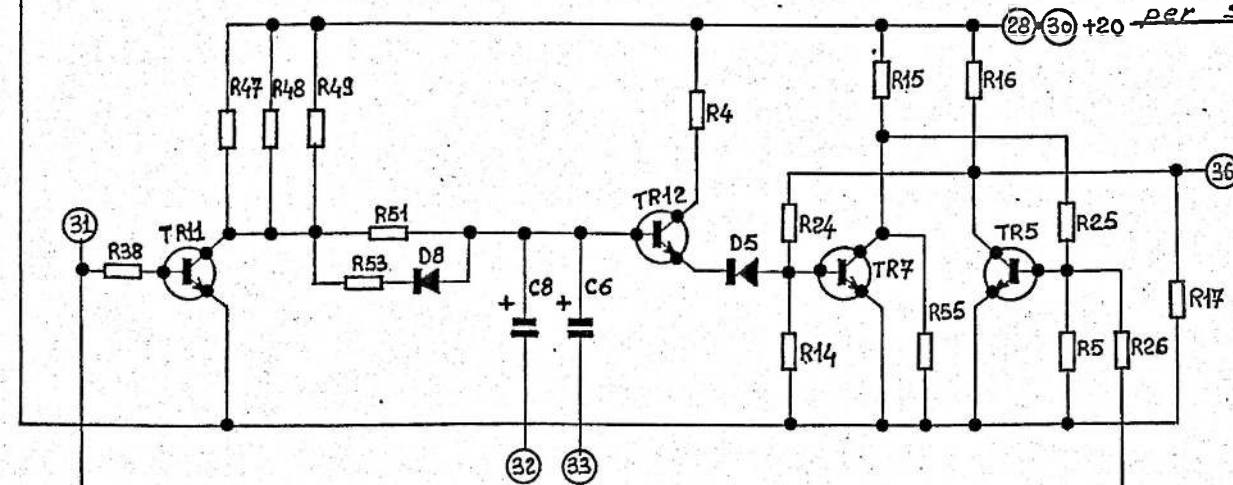 28 30 +20 per
R47 R48 R49 R4 R15 R16
36
31 R38 TR11 R51 TR12 R24 R25
R53 D8 D5 TR7 TR5
+ C8 + C6 R14 R55 R5 R26 R17
32 33